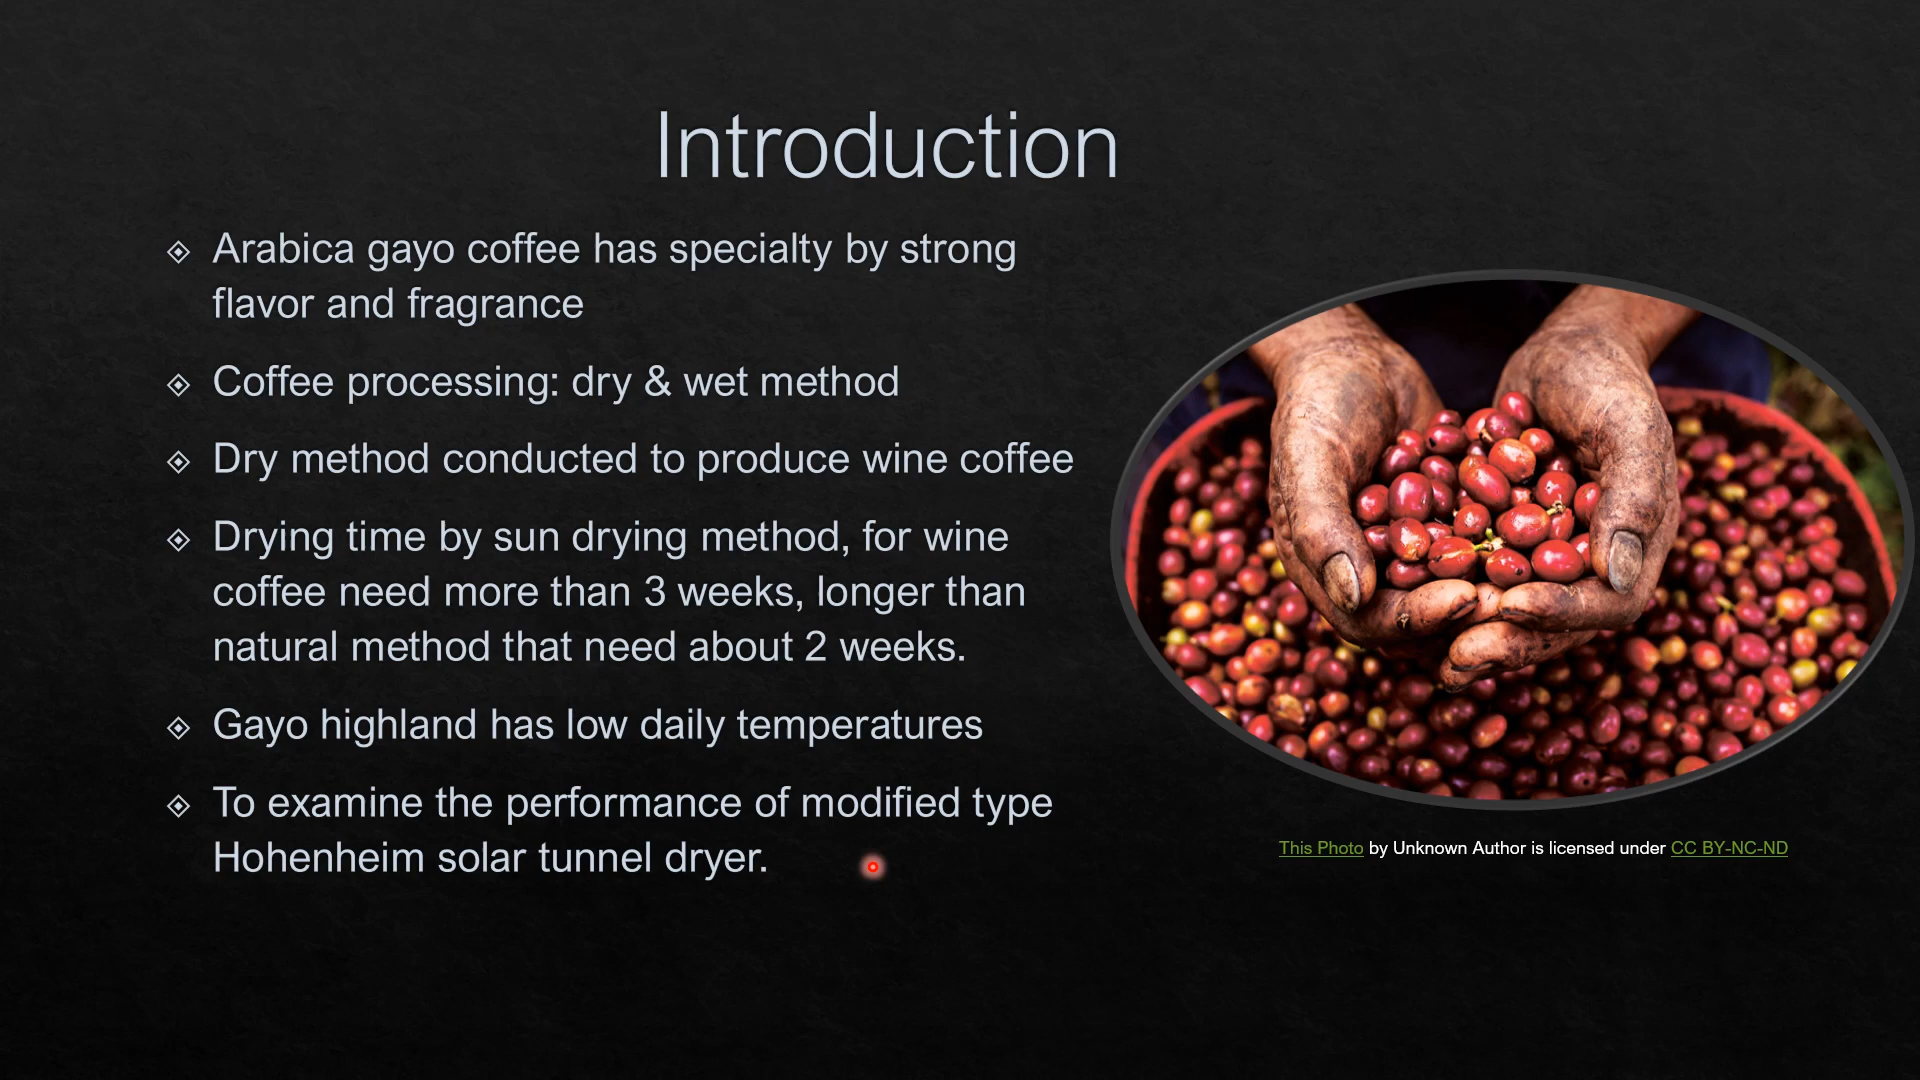 Introduction
Arabica gayo coffee has specialty by strong
flavor and fragrance
Coffee processing: dry & wet method
Dry method conducted to produce wine coffee
Drying time by sun drying method, for wine
coffee need more than 3 weeks, longer than
natural method that need about 2 weeks.
Gayo highland has low daily temperatures
To examine the performance of modified type
Hohenheim solar tunnel dryer.
This Photo by Unknown Author is licensed under CC BY-NC-ND